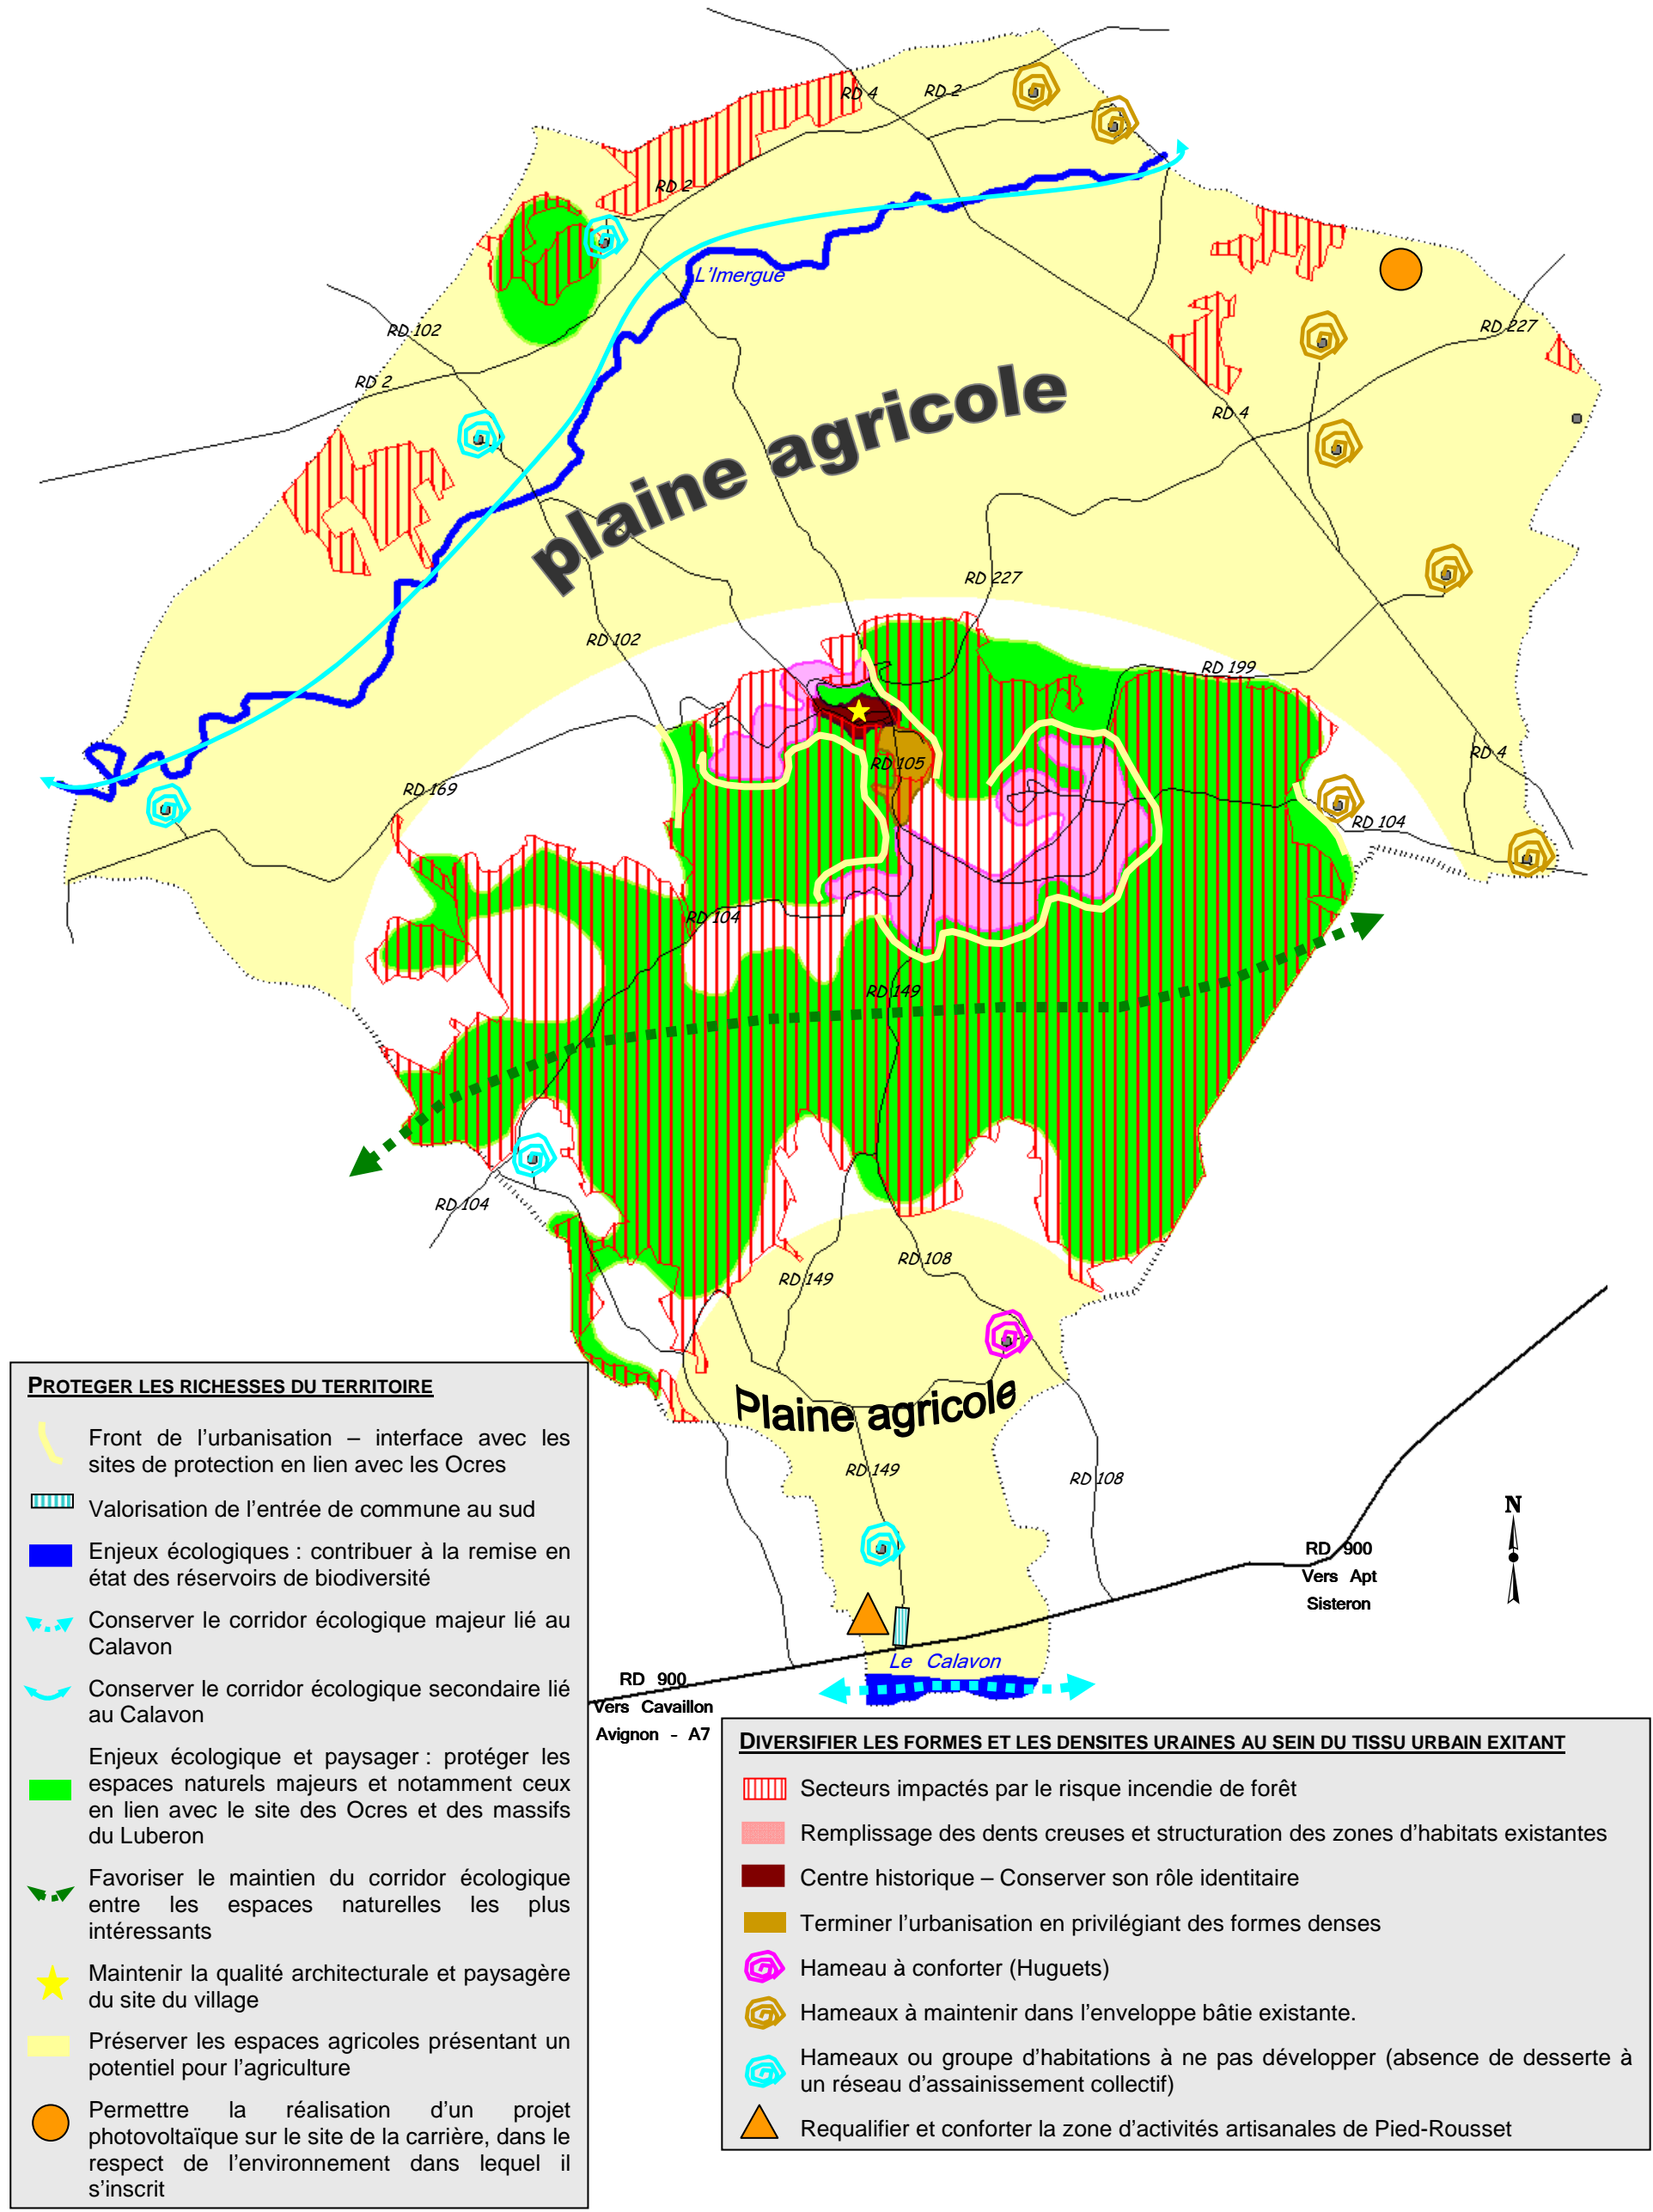 RD 4
RD 2
RD 2
L'Imergue
RD 102
RD 227
RD 2
RD 4
plaine agricole
RD 227
RD 102
RD 199
RD 4
RD 105
RD 169
RD 104
RD 104
RD 149
RD 104
RD 108
RD 149
Plaine agricole
RD 149
RD 108
N
RD 900
Vers Apt
Sisteron
Le Calavon
RD 900
Vers Cavaillon
Avignon - A7
PROTEGER LES RICHESSES DU TERRITOIRE
Front de l'urbanisation – interface avec les
sites de protection en lien avec les Ocres
Valorisation de l'entrée de commune au sud
Enjeux écologiques : contribuer à la remise en
état des réservoirs de biodiversité
Conserver le corridor écologique majeur lié au
Calavon
Conserver le corridor écologique secondaire lié
au Calavon
Enjeux écologique et paysager : protéger les
espaces naturels majeurs et notamment ceux
en lien avec le site des Ocres et des massifs
du Luberon
Favoriser le maintien du corridor écologique
entre les espaces naturelles les plus
intéressants
Maintenir la qualité architecturale et paysagère
du site du village
Préserver les espaces agricoles présentant un
potentiel pour l'agriculture
Permettre la réalisation d'un projet
photovoltaïque sur le site de la carrière, dans le
respect de l'environnement dans lequel il
s'inscrit
DIVERSIFIER LES FORMES ET LES DENSITES URAINES AU SEIN DU TISSU URBAIN EXITANT
Secteurs impactés par le risque incendie de forêt
Remplissage des dents creuses et structuration des zones d'habitats existantes
Centre historique – Conserver son rôle identitaire
Terminer l'urbanisation en privilégiant des formes denses
Hameau à conforter (Huguets)
Hameaux à maintenir dans l'enveloppe bâtie existante.
Hameaux ou groupe d'habitations à ne pas développer (absence de desserte à
un réseau d'assainissement collectif)
Requalifier et conforter la zone d'activités artisanales de Pied-Rousset